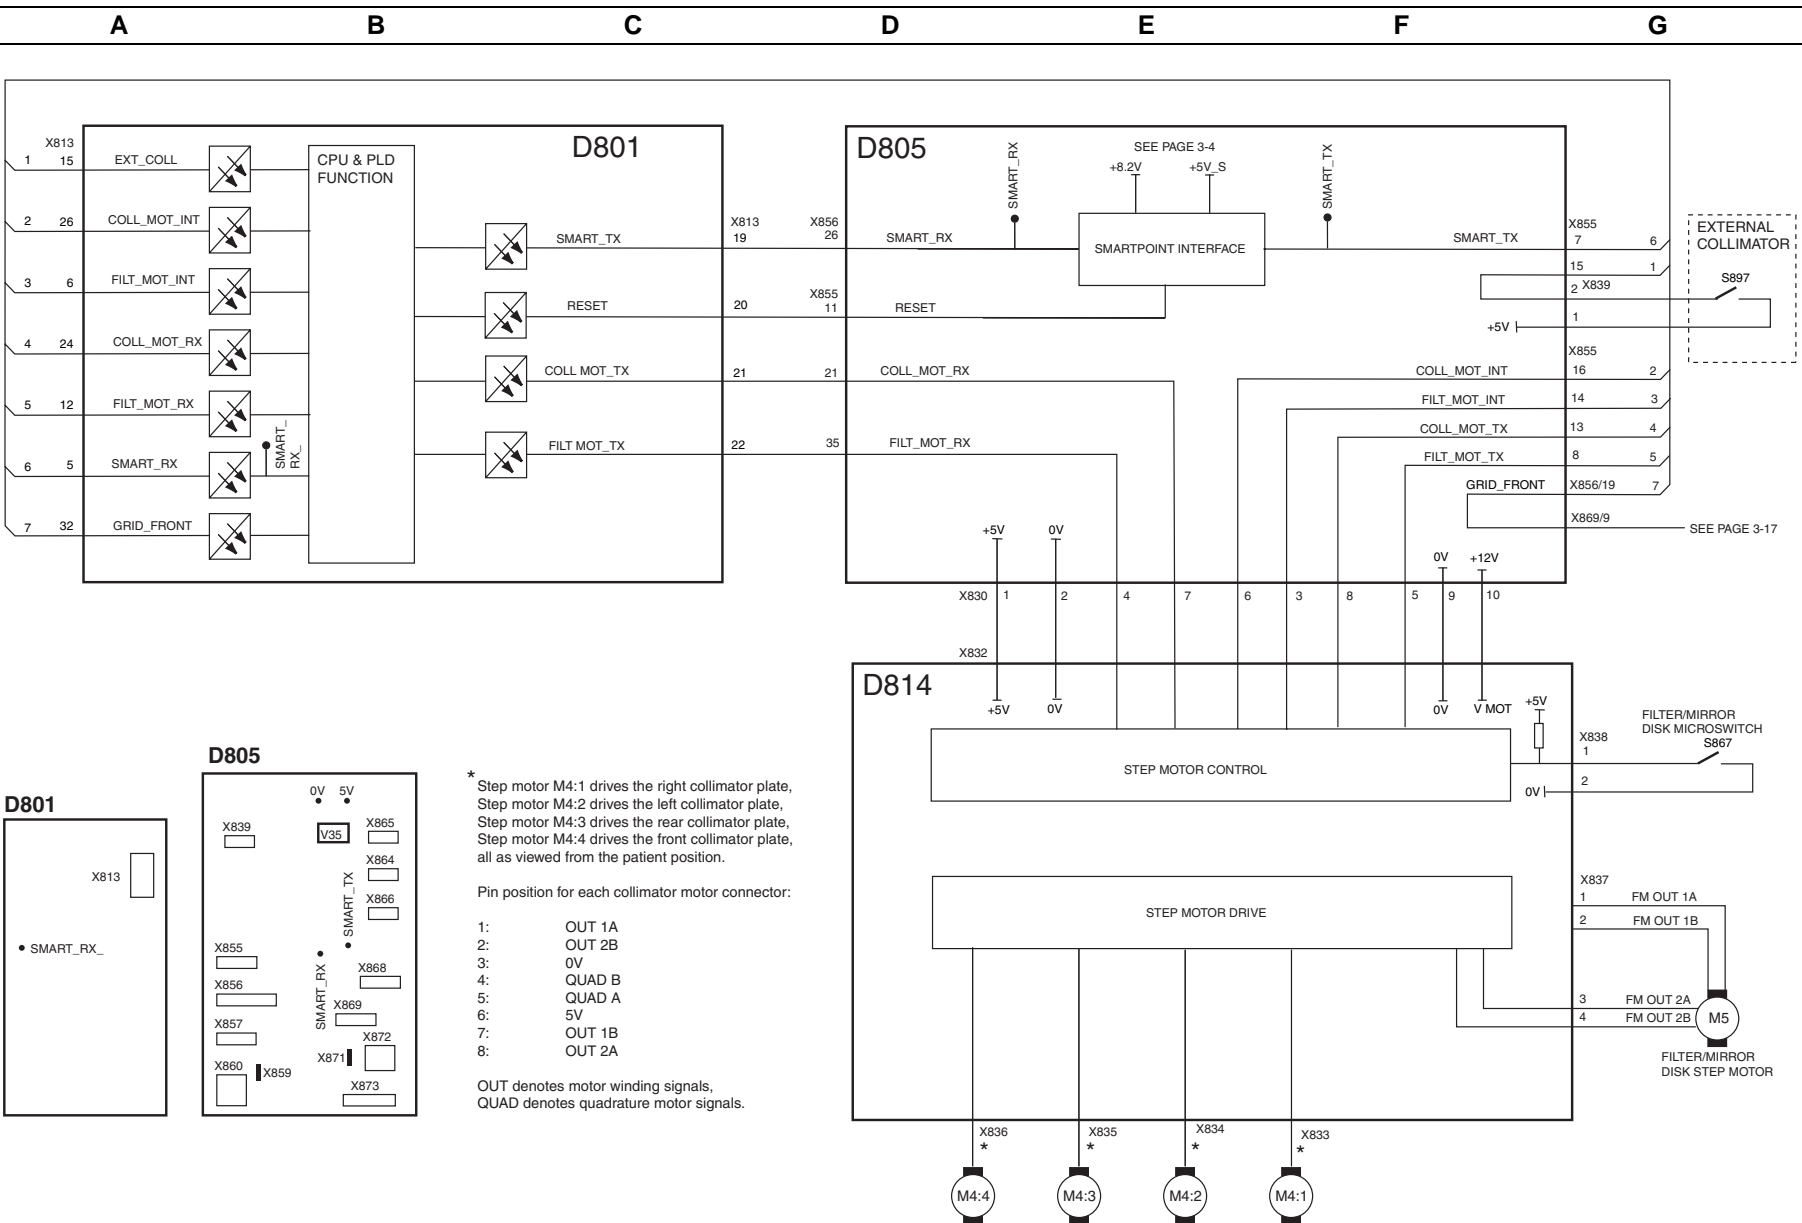 A B C D E F G
X813
D801
1 15 EXT_COLL
2 26 COLL_MOT_INT
3 6 FILT_MOT_INT
4 24 COLL_MOT_RX
5 12 FILT_MOT_RX
6 5 SMART_RX
7 32 GRID_FRONT
SMART_
RX_
CPU & PLD
FUNCTION
SMART_TX
RESET
COLL MOT_TX
FILT MOT_TX
X813
19
20
21
22
X856
26
X855
11
21
35
D805
SMART_RX
RESET
COLL_MOT_RX
FILT_MOT_RX
SMART_RX
SEE PAGE 3-4
+8.2V +5V_S
SMARTPOINT INTERFACE
SMART_TX
SMART_TX
X855
7 6
15 1
2 X839
+5V 1
X855
COLL_MOT_INT 16 2
FILT_MOT_INT 14 3
COLL_MOT_TX 13 4
FILT_MOT_TX 8 5
GRID_FRONT X856/19 7
X869/9
SEE PAGE 3-17
EXTERNAL
COLLIMATOR
S897
+5V 0V
0V +12V
X830 1 2 4 7 6 3 8 5 9 10
X832
D814
+5V 0V 0V V MOT +5V
STEP MOTOR CONTROL
0V
X838
1
2
FILTER/MIRROR
DISK MICROSWITCH
S867
STEP MOTOR DRIVE
X837
1 FM OUT 1A
2 FM OUT 1B
3 FM OUT 2A
4 FM OUT 2B
M5
FILTER/MIRROR
DISK STEP MOTOR
X836 X835 X834 X833
* * * *
M4:4 M4:3 M4:2 M4:1
D801
X813
SMART_RX_
D805
0V 5V
X839
V35
X865
X864
X866
SMART_TX
X855
X856
X857
X860
X859
SMART_RX
X868
X869
X871
X872
X873
*
Step motor M4:1 drives the right collimator plate,
Step motor M4:2 drives the left collimator plate,
Step motor M4:3 drives the rear collimator plate,
Step motor M4:4 drives the front collimator plate,
all as viewed from the patient position.
Pin position for each collimator motor connector:
1: OUT 1A
2: OUT 2B
3: 0V
4: QUAD B
5: QUAD A
6: 5V
7: OUT 1B
8: OUT 2A
OUT denotes motor winding signals,
QUAD denotes quadrature motor signals.